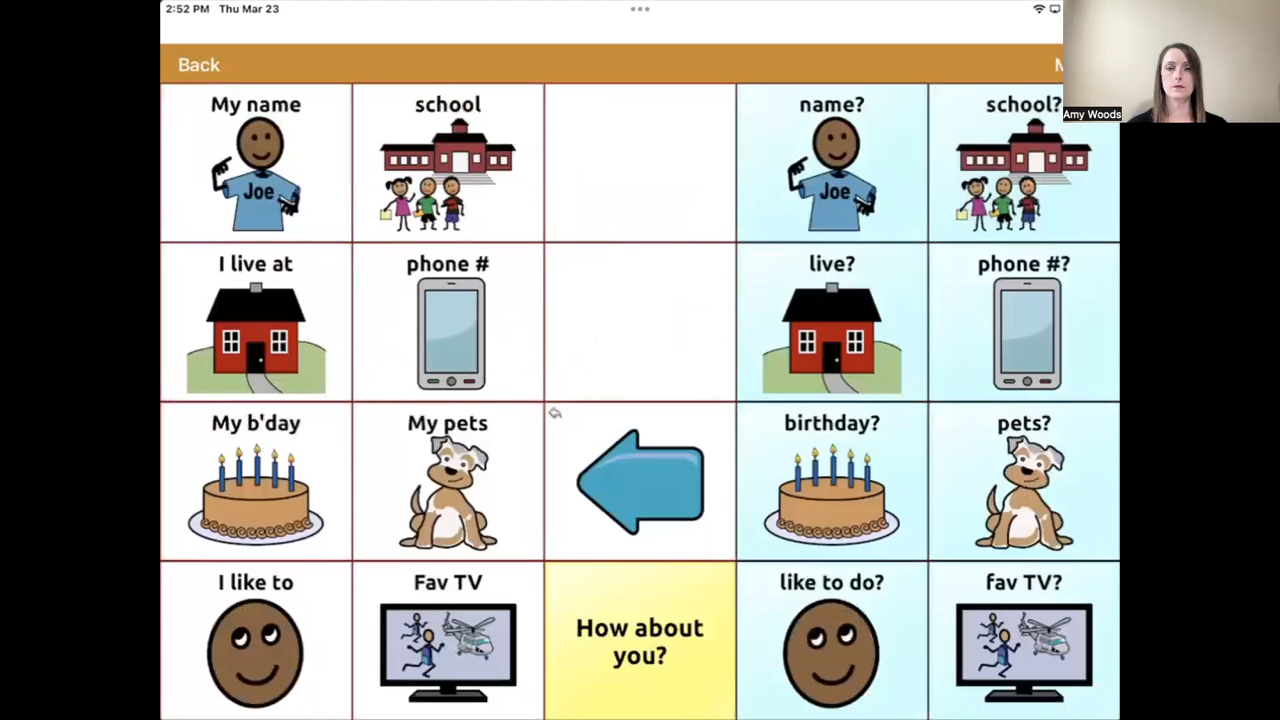 2:52 PM Thu Mar 23
Back
M
Amy Woods
My name
school
name?
school?
Joe
Joe
I live at
phone #
live?
phone #?
My b'day
My pets
birthday?
pets?
I like to
Fav TV
How about
you?
like to do?
fav TV?